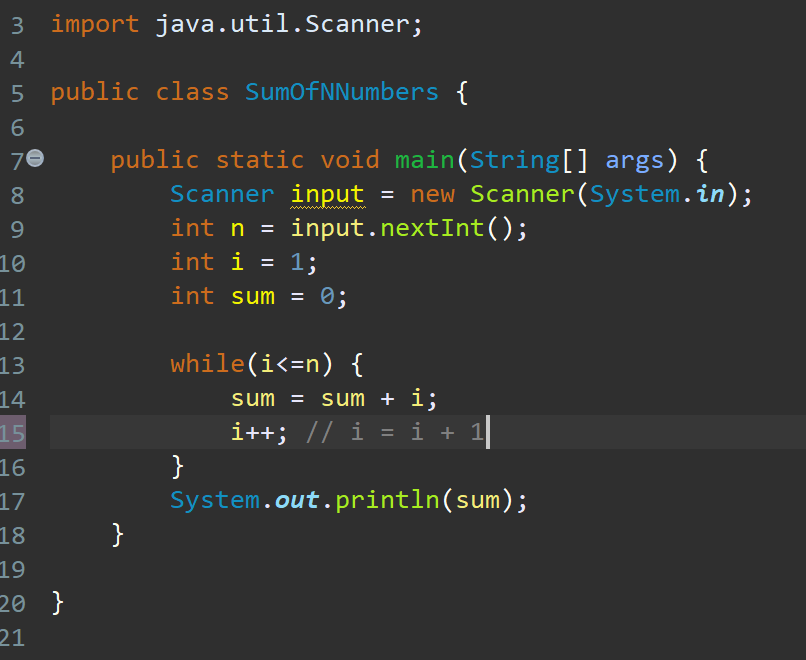 3 import java.util.Scanner;
4
5 public class SumOfNNumbers {
6
7 public static void main(String[] args) {
8 Scanner input = new Scanner(System.in);
9 int n = input.nextInt();
10 int i = 1;
11 int sum = 0;
12
13 while(i<=n) {
14 sum = sum + i;
15 i++; // i = i + 1
16 }
17 System.out.println(sum);
18 }
19
20 }
21